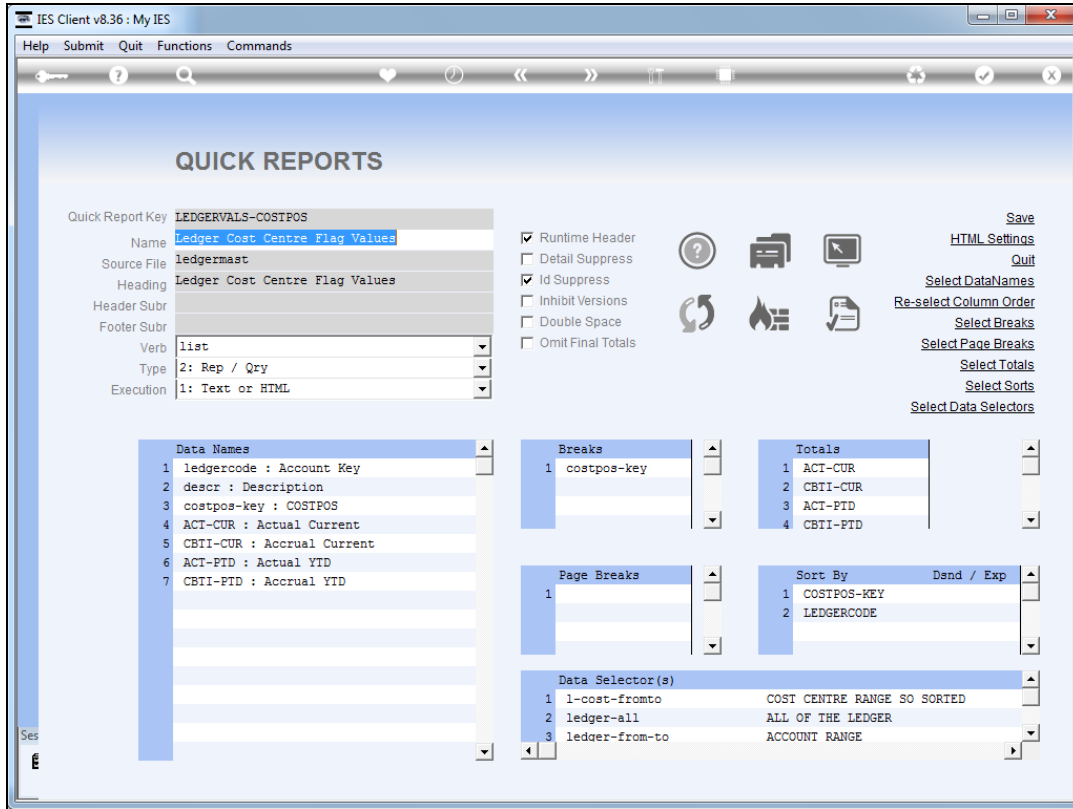 IES Client v8.36 : My IES
Help Submit Quit Functions Commands
QUICK REPORTS
Quick Report Key LEDGERVALS-COSTPOS
Name Ledger Cost Centre Flag Values
Source File ledgermast
Heading Ledger Cost Centre Flag Values
Header Subr
Footer Subr
Verb list
Type 2: Rep / Qry
Execution 1: Text or HTML
Runtime Header
Detail Suppress
Id Suppress
Inhibit Versions
Double Space
Omit Final Totals
Save
HTML Settings
Quit
Select DataNames
Re-select Column Order
Select Breaks
Select Page Breaks
Select Totals
Select Sorts
Select Data Selectors
Data Names
1 ledgercode : Account Key
2 descr : Description
3 costpos-key : COSTPOS
4 ACT-CUR : Actual Current
5 CBTI-CUR : Accrual Current
6 ACT-PTD : Actual YTD
7 CBTI-PTD : Accrual YTD
Breaks
1 costpos-key
Totals
1 ACT-CUR
2 CBTI-CUR
3 ACT-PTD
4 CBTI-PTD
Page Breaks
1
Sort By Dsnd / Exp
1 COSTPOS-KEY
2 LEDGERCODE
Data Selector(s)
1 l-cost-fromto COST CENTRE RANGE SO SORTED
2 ledger-all ALL OF THE LEDGER
3 ledger-from-to ACCOUNT RANGE
Ses